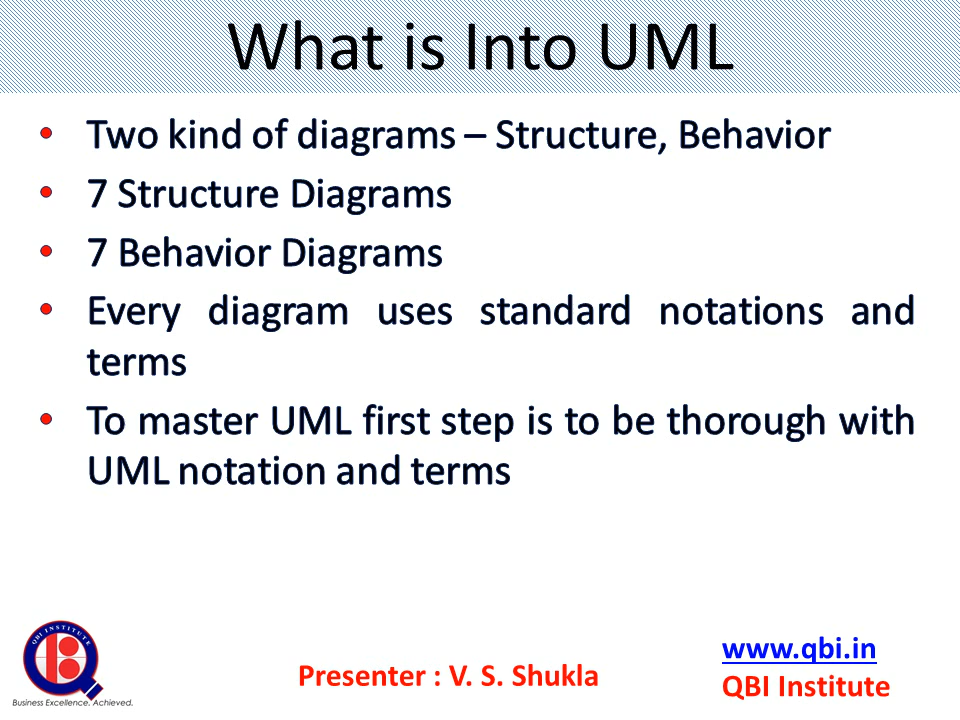 What is Into UML
• Two kind of diagrams – Structure, Behavior
• 7 Structure Diagrams
• 7 Behavior Diagrams
• Every diagram uses standard notations and
terms
• To master UML first step is to be thorough with
UML notation and terms
QBI INSTITUTE
Business Excellence. Achieved.
Presenter : V. S. Shukla
www.qbi.in
QBI Institute